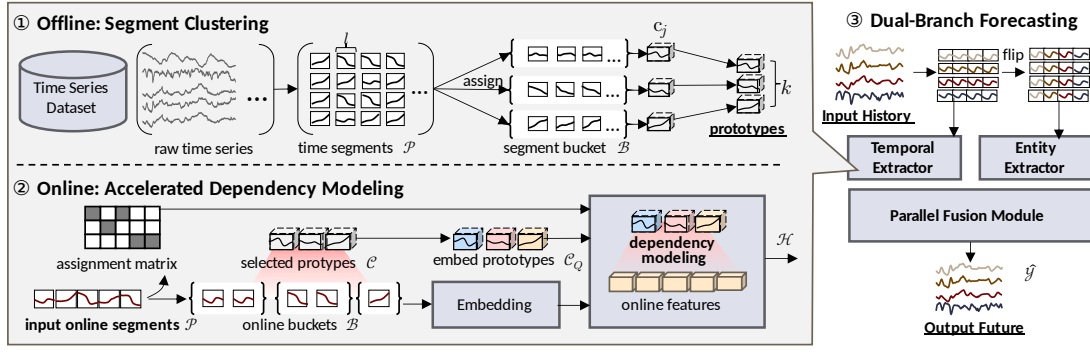 ① Offline: Segment Clustering
Time Series
Dataset
...
raw time series
l
...
time segments 𝒫
assign
...
...
...
segment bucket ℬ
c_j
k
prototypes
② Online: Accelerated Dependency Modeling
assignment matrix
input online segments 𝒫
selected protypes 𝒞
online buckets ℬ
embed prototypes 𝒞_Q
Embedding
dependency
modeling
online features
ℋ
③ Dual-Branch Forecasting
flip
Input History
Temporal
Extractor
Entity
Extractor
Parallel Fusion Module
ŷ
Output Future